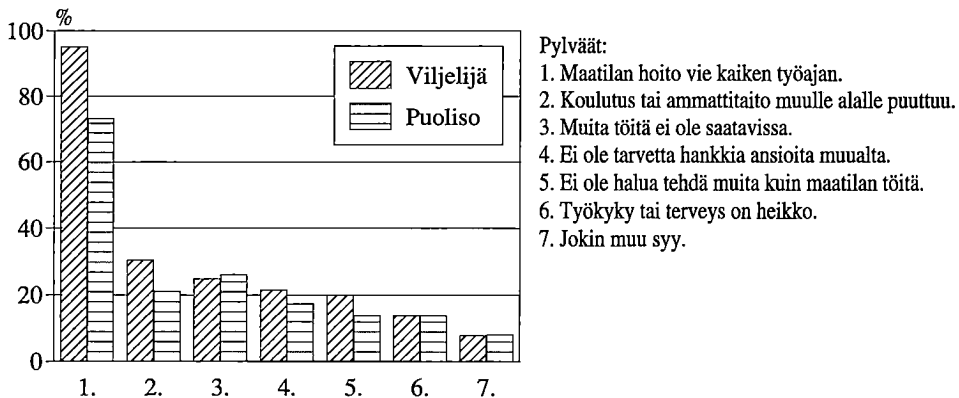 %
100
80
60
40
20
0
Viljelijä
Puoliso
1. 2. 3. 4. 5. 6. 7.
Pylväät:
1. Maatilan hoito vie kaiken työajan.
2. Koulutus tai ammattitaito muulle alalle puuttuu.
3. Muita töitä ei ole saatavissa.
4. Ei ole tarvetta hankkia ansioita muualta.
5. Ei ole halua tehdä muita kuin maatilan töitä.
6. Työkyky tai terveys on heikko.
7. Jokin muu syy.